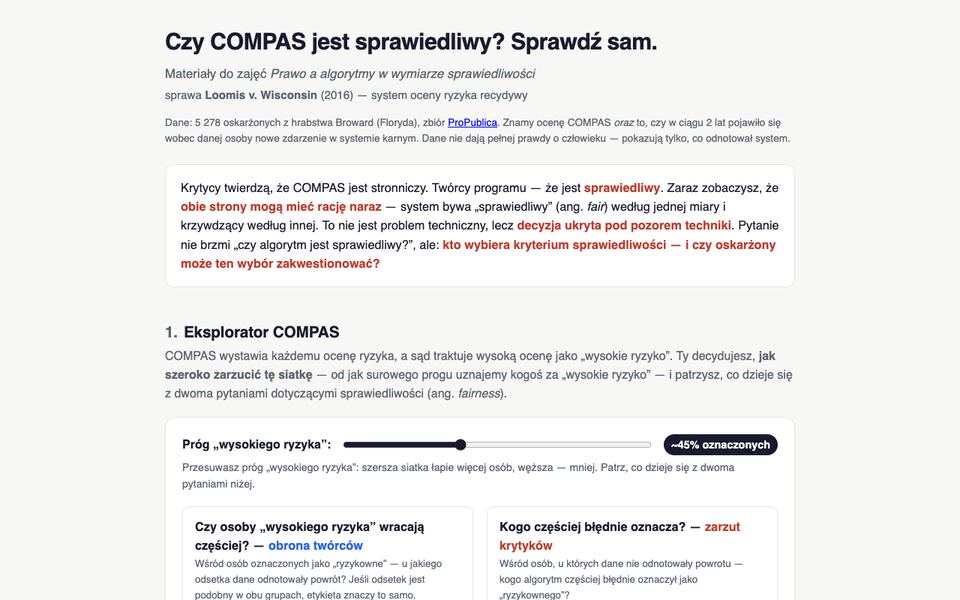 Czy COMPAS jest sprawiedliwy? Sprawdź sam.
Materiały do zajęć Prawo a algorytmy w wymiarze sprawiedliwości
sprawa Loomis v. Wisconsin (2016) — system oceny ryzyka recydywy
Dane: 5 278 oskarżonych z hrabstwa Broward (Floryda), zbiór ProPublica. Znamy ocenę COMPAS oraz to, czy w ciągu 2 lat pojawiło się
wobec danej osoby nowe zdarzenie w systemie karnym. Dane nie dają pełnej prawdy o człowieku — pokazują tylko, co odnotował system.
Krytycy twierdzą, że COMPAS jest stronniczy. Twórcy programu — że jest sprawiedliwy. Zaraz zobaczysz, że
obie strony mogą mieć rację naraz — system bywa „sprawiedliwy” (ang. fair) według jednej miary i
krzywdzący według innej. To nie jest problem techniczny, lecz decyzja ukryta pod pozorem techniki. Pytanie
nie brzmi „czy algorytm jest sprawiedliwy?”, ale: kto wybiera kryterium sprawiedliwości — i czy oskarżony
może ten wybór zakwestionować?
1. Eksplorator COMPAS
COMPAS wystawia każdemu ocenę ryzyka, a sąd traktuje wysoką ocenę jako „wysokie ryzyko”. Ty decydujesz, jak
szeroko zarzucić tę siatkę — od jak surowego progu uznajemy kogoś za „wysokie ryzyko” — i patrzysz, co dzieje się
z dwoma pytaniami dotyczącymi sprawiedliwości (ang. fairness).
Próg „wysokiego ryzyka”:
~45% oznaczonych
Przesuwasz próg „wysokiego ryzyka”: szersza siatka łapie więcej osób, węższa — mniej. Patrz, co dzieje się z dwoma
pytaniami niżej.
Czy osoby „wysokiego ryzyka” wracają
częściej? — obrona twórców
Wśród osób oznaczonych jako „ryzykowne” — u jakiego
odsetka dane odnotowały powrót? Jeśli odsetek jest
podobny w obu grupach, etykieta znaczy to samo.
Kogo częściej błędnie oznacza? — zarzut
krytyków
Wśród osób, u których dane nie odnotowały powrotu —
kogo algorytm częściej błędnie oznaczył jako
„ryzykownego”?